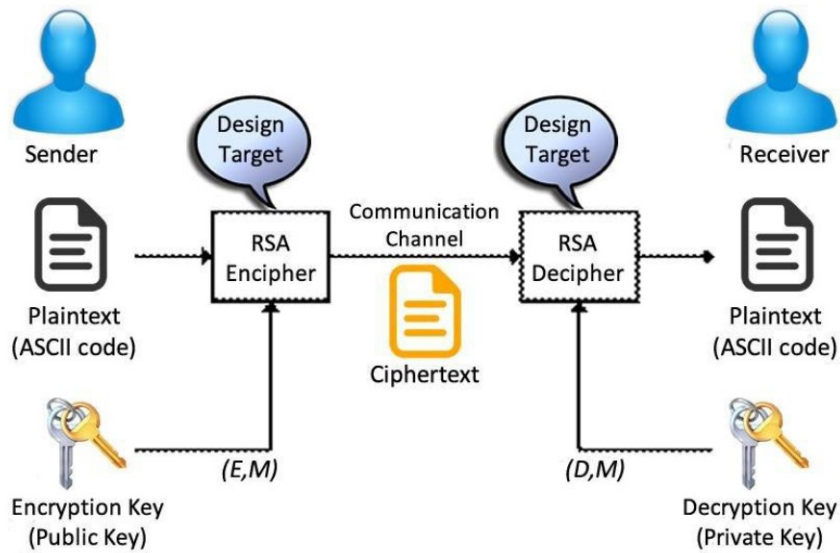 Design
Target
Design
Target
Sender
Receiver
RSA
Encipher
Communication
Channel
RSA
Decipher
Plaintext
(ASCII code)
Ciphertext
Plaintext
(ASCII code)
(E,M)
(D,M)
Encryption Key
(Public Key)
Decryption Key
(Private Key)